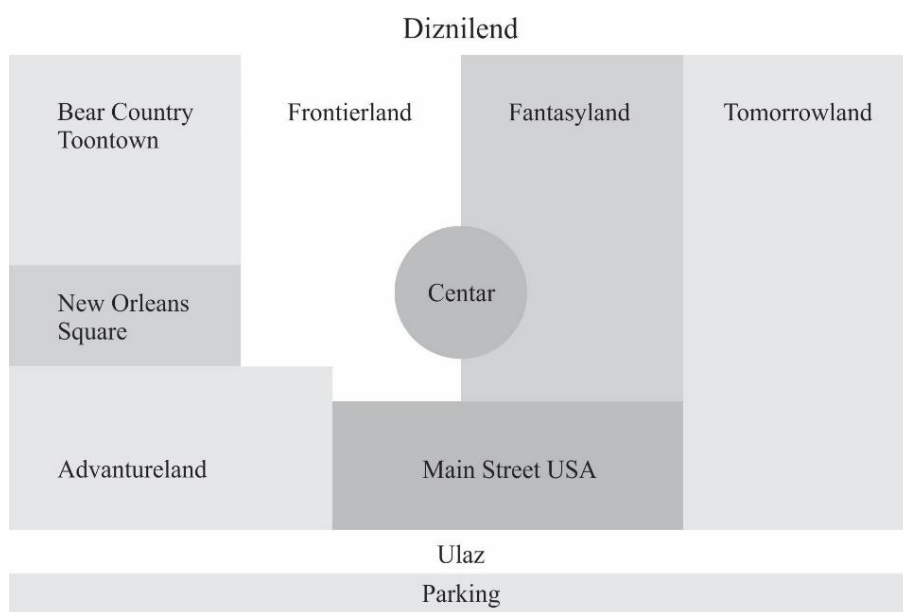 Diznilend
Bear Country
Toontown
Frontierland
Fantasyland
Tomorrowland
New Orleans
Square
Centar
Advantureland
Main Street USA
Ulaz
Parking